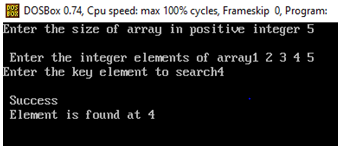 DOSBox 0.74, Cpu speed: max 100% cycles, Frameskip 0, Program:
Enter the size of array in positive integer 5
Enter the integer elements of array1 2 3 4 5
Enter the key element to search4
Success
Element is found at 4